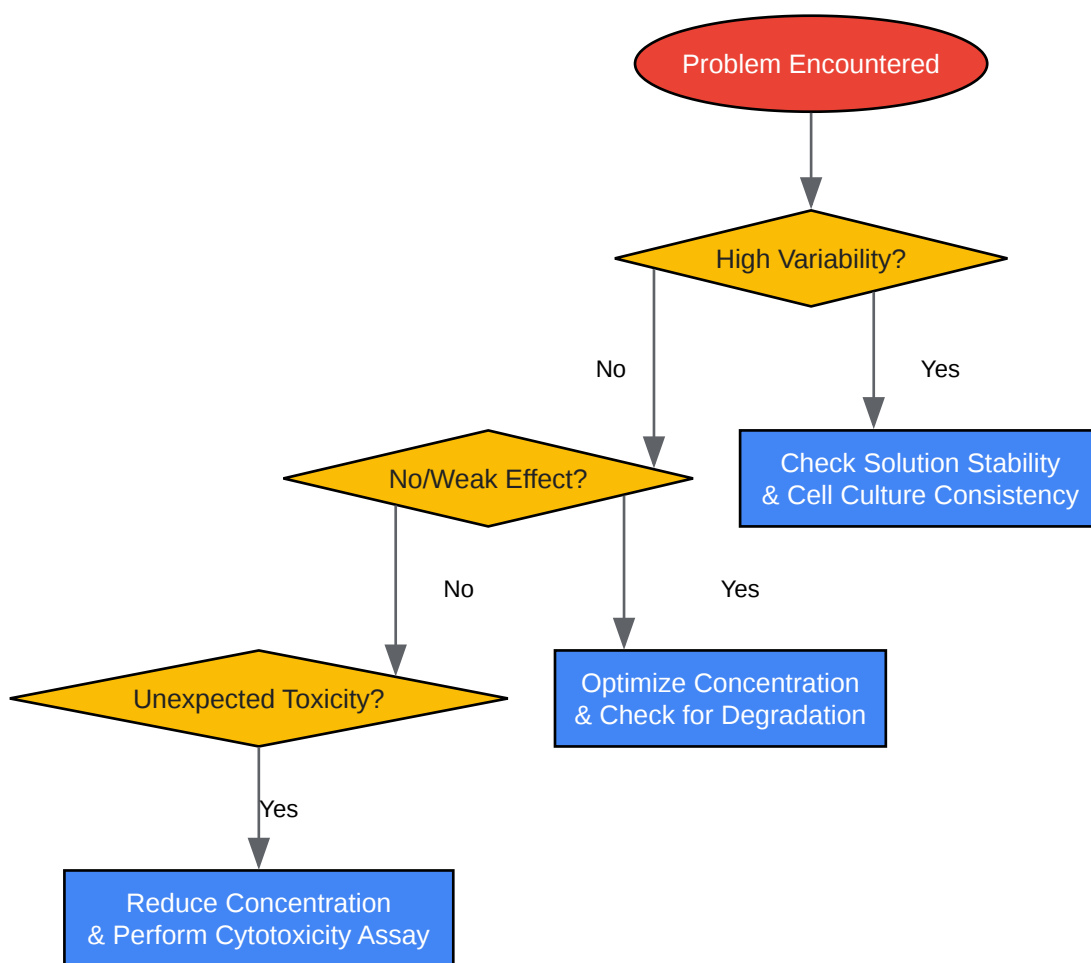 Problem Encountered
High Variability?
No
Yes
Check Solution Stability
& Cell Culture Consistency
No/Weak Effect?
No
Yes
Optimize Concentration
& Check for Degradation
Unexpected Toxicity?
Yes
Reduce Concentration
& Perform Cytotoxicity Assay